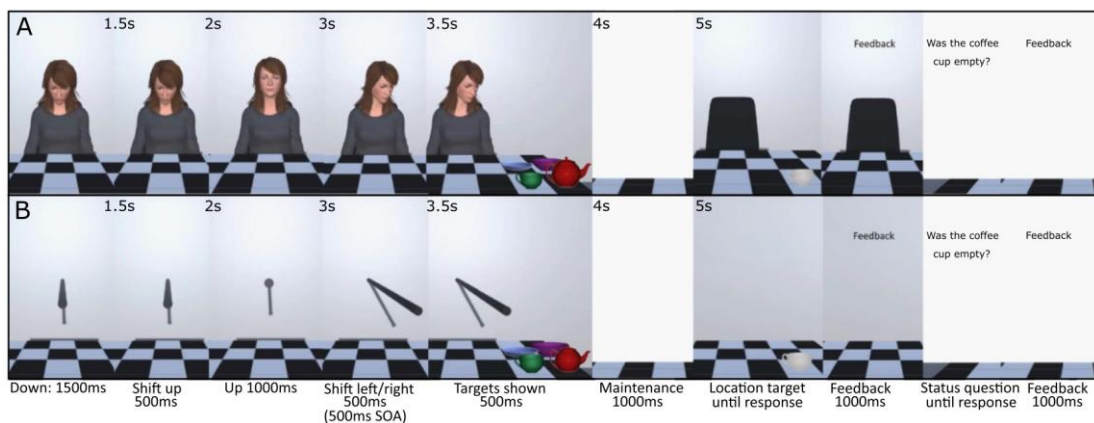 A
1.5s
2s
3s
3.5s
4s
5s
Feedback
Was the coffee
cup empty?
Feedback
B
1.5s
2s
3s
3.5s
4s
5s
Feedback
Was the coffee
cup empty?
Feedback
Down: 1500ms
Shift up
500ms
Up 1000ms
Shift left/right
500ms
(500ms SOA)
Targets shown
500ms
Maintenance
1000ms
Location target
until response
Feedback
1000ms
Status question
until response
Feedback
1000ms